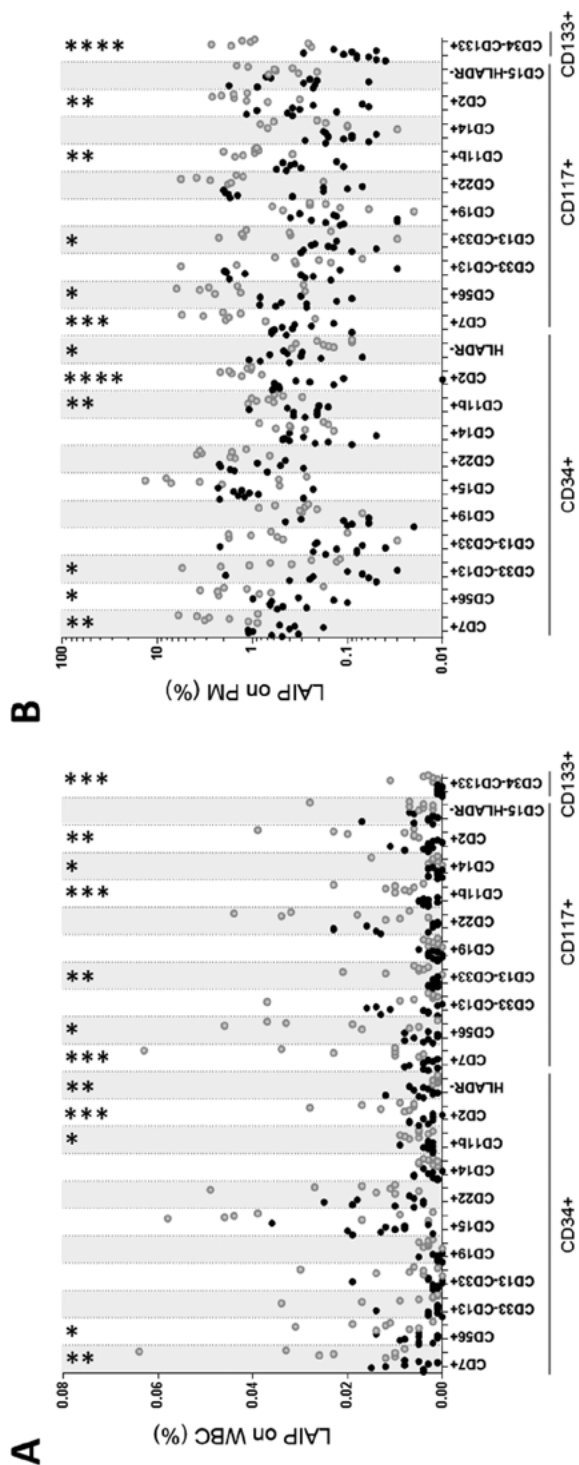 A
LAIP on WBC (%)
0.08
0.06
0.04
0.02
0.00
** * * *** ** *** * ** *** * ** ***
CD7+ CD56+ CD33-CD13+ CD13-CD33+ CD19+ CD15+ CD22+ CD14+ CD11b+ CD2+ HLADR- CD7+ CD56+ CD33-CD13+ CD13-CD33+ CD19+ CD22+ CD11b+ CD14+ CD2+ CD15-HLADR- CD34-CD133+
CD34+ CD117+ CD133+
B
LAIP on PM (%)
100
10
1
0.1
0.01
** * * ** **** * *** * * ** ** ****
CD7+ CD56+ CD33-CD13+ CD13-CD33+ CD19+ CD15+ CD22+ CD14+ CD11b+ CD2+ HLADR- CD7+ CD56+ CD33-CD13+ CD13-CD33+ CD19+ CD22+ CD11b+ CD14+ CD2+ CD15-HLADR- CD34-CD133+
CD34+ CD117+ CD133+